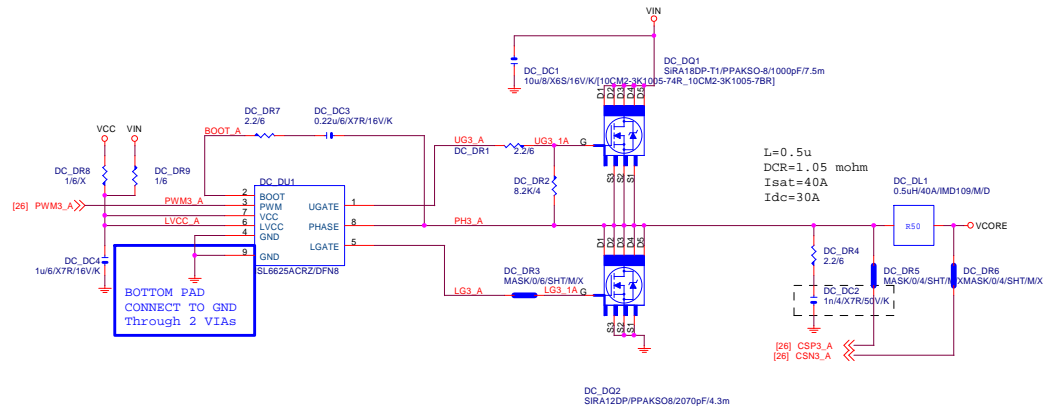 VIN
DC_DC1
10u/8/X6S/16V/K/[10CM2-3K1005-74R_10CM2-3K1005-7BR]
DC_DQ1
SiRA18DP-T1/PPAKSO-8/1000pF/7.5m
D1
D2
D3
D4
D5
G
S3
S2
S1
DC_DR7
2.2/6
DC_DC3
0.22u/6/X7R/16V/K
BOOT_A
VCC
VIN
DC_DR8
1/6/X
DC_DR9
1/6
UG3_A
DC_DR1
2.2/6
UG3_1A
DC_DR2
8.2K/4
L=0.5u
DCR=1.05 mohm
Isat=40A
Idc=30A
DC_DL1
0.5uH/40A/IMD109/M/D
R50
VCORE
[26] PWM3_A
PWM3_A
LVCC_A
DC_DU1
2
3
7
6
4
9
BOOT
PWM
VCC
LVCC
GND
GND
UGATE
PHASE
LGATE
1
8
5
SL6625ACRZ/DFN8
PH3_A
DC_DC4
1u/6/X7R/16V/K
BOTTOM PAD
CONNECT TO GND
Through 2 VIAs
LG3_A
DC_DR3
MASK/0/6/SHT/M/X
LG3_1A
D1
D2
D3
D4
D5
G
S3
S2
S1
DC_DR4
2.2/6
DC_DC2
1n/4/X7R/50V/K
DC_DR5
MASK/0/4/SHT/M/X
DC_DR6
MASK/0/4/SHT/M/X
[26] CSP3_A
[26] CSN3_A
DC_DQ2
SIRA12DP/PPAKSO8/2070pF/4.3m